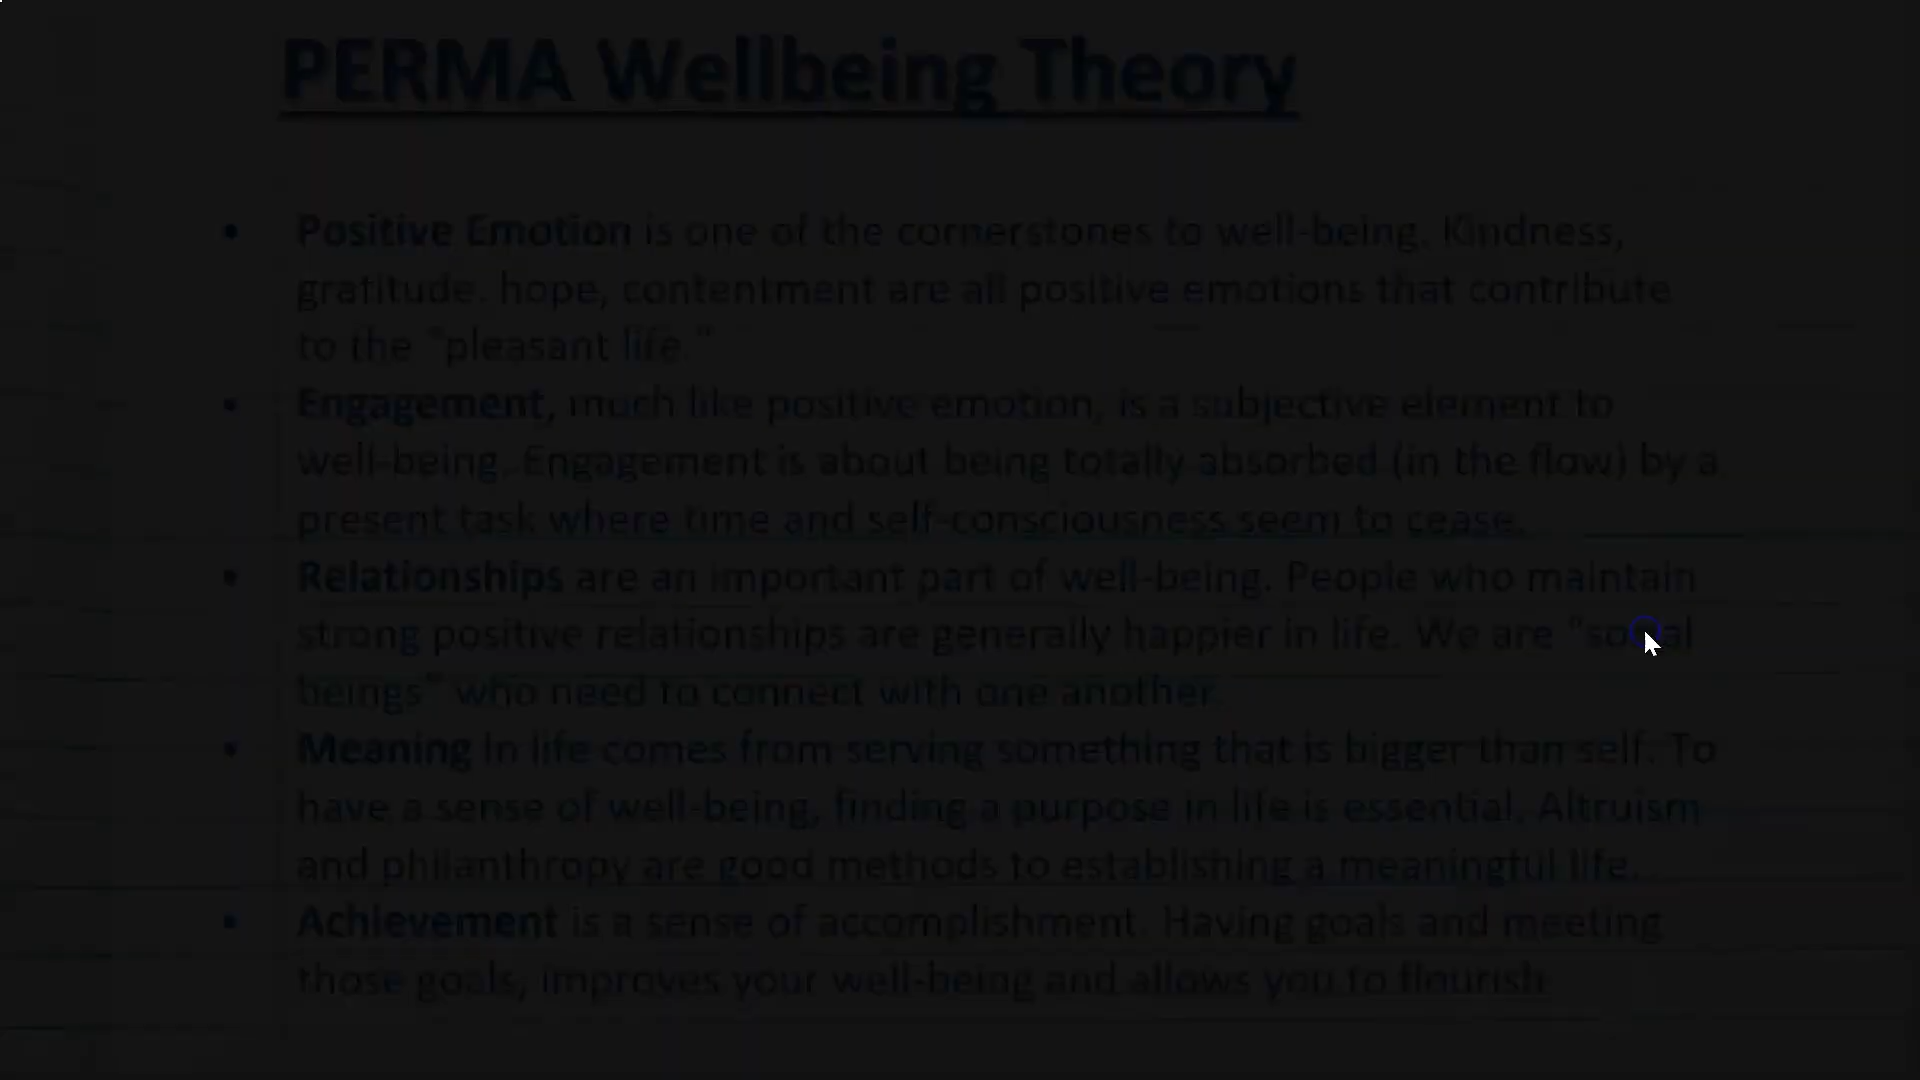 PERMA Wellbeing Theory
• Positive Emotion is one of the cornerstones to well-being. Kindness,
gratitude. hope, contentment are all positive emotions that contribute
to the "pleasant life."
• Engagement, much like positive emotion, is a subjective element to
well-being. Engagement is about being totally absorbed (in the flow) by a
present task where time and self-consciousness seem to cease.
• Relationships are an important part of well-being. People who maintain
strong positive relationships are generally happier in life. We are "social
beings" who need to connect with one another.
• Meaning In life comes from serving something that is bigger than self. To
have a sense of well-being, finding a purpose in life is essential. Altruism
and philanthropy are good methods to establishing a meaningful life.
• Achievement is a sense of accomplishment. Having goals and meeting
those goals, improves your well-being and allows you to flourish